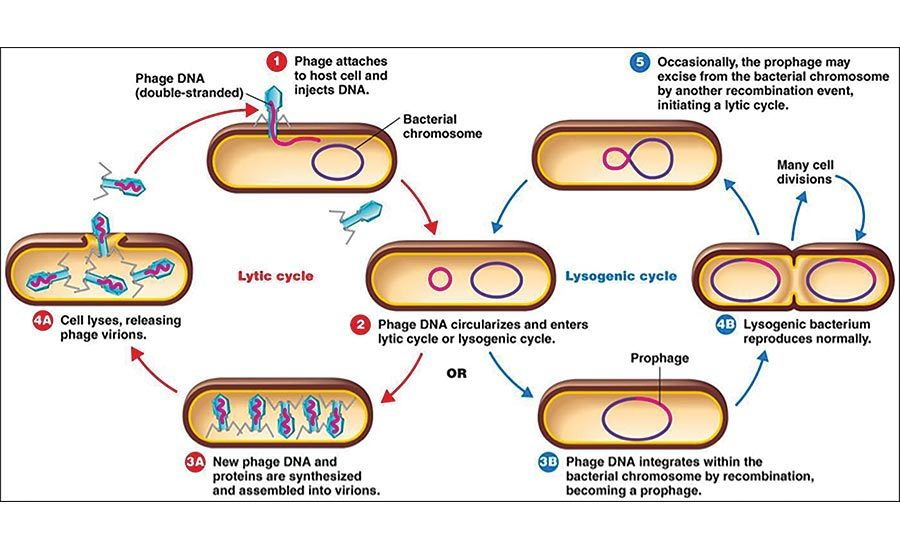 1 Phage attaches
to host cell and
injects DNA.
Phage DNA
(double-stranded)
Bacterial
chromosome
5 Occasionally, the prophage may
excise from the bacterial chromosome
by another recombination event,
initiating a lytic cycle.
Many cell
divisions
Lytic cycle
Lysogenic cycle
4A Cell lyses, releasing
phage virions.
2 Phage DNA circularizes and enters
lytic cycle or lysogenic cycle.
4B Lysogenic bacterium
reproduces normally.
OR
Prophage
3A New phage DNA and
proteins are synthesized
and assembled into virions.
3B Phage DNA integrates within the
bacterial chromosome by recombination,
becoming a prophage.